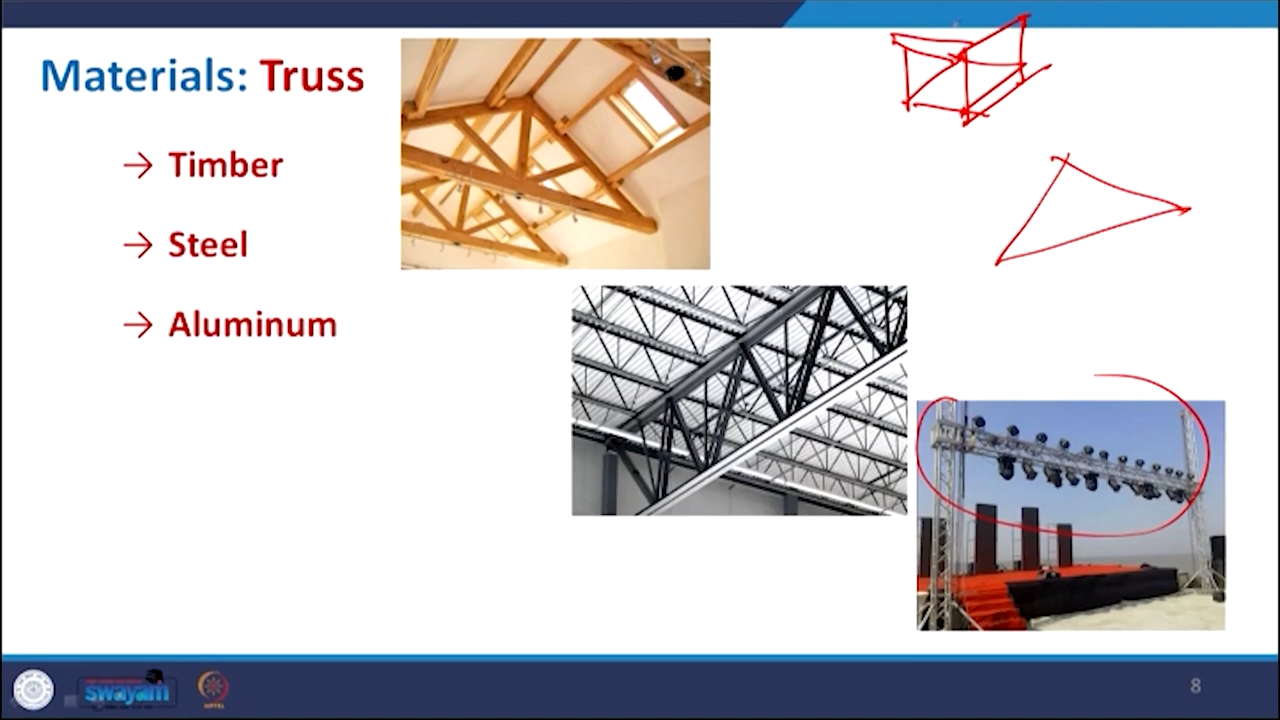 Materials: Truss
→ Timber
→ Steel
→ Aluminum
swayam
NPTEL
8